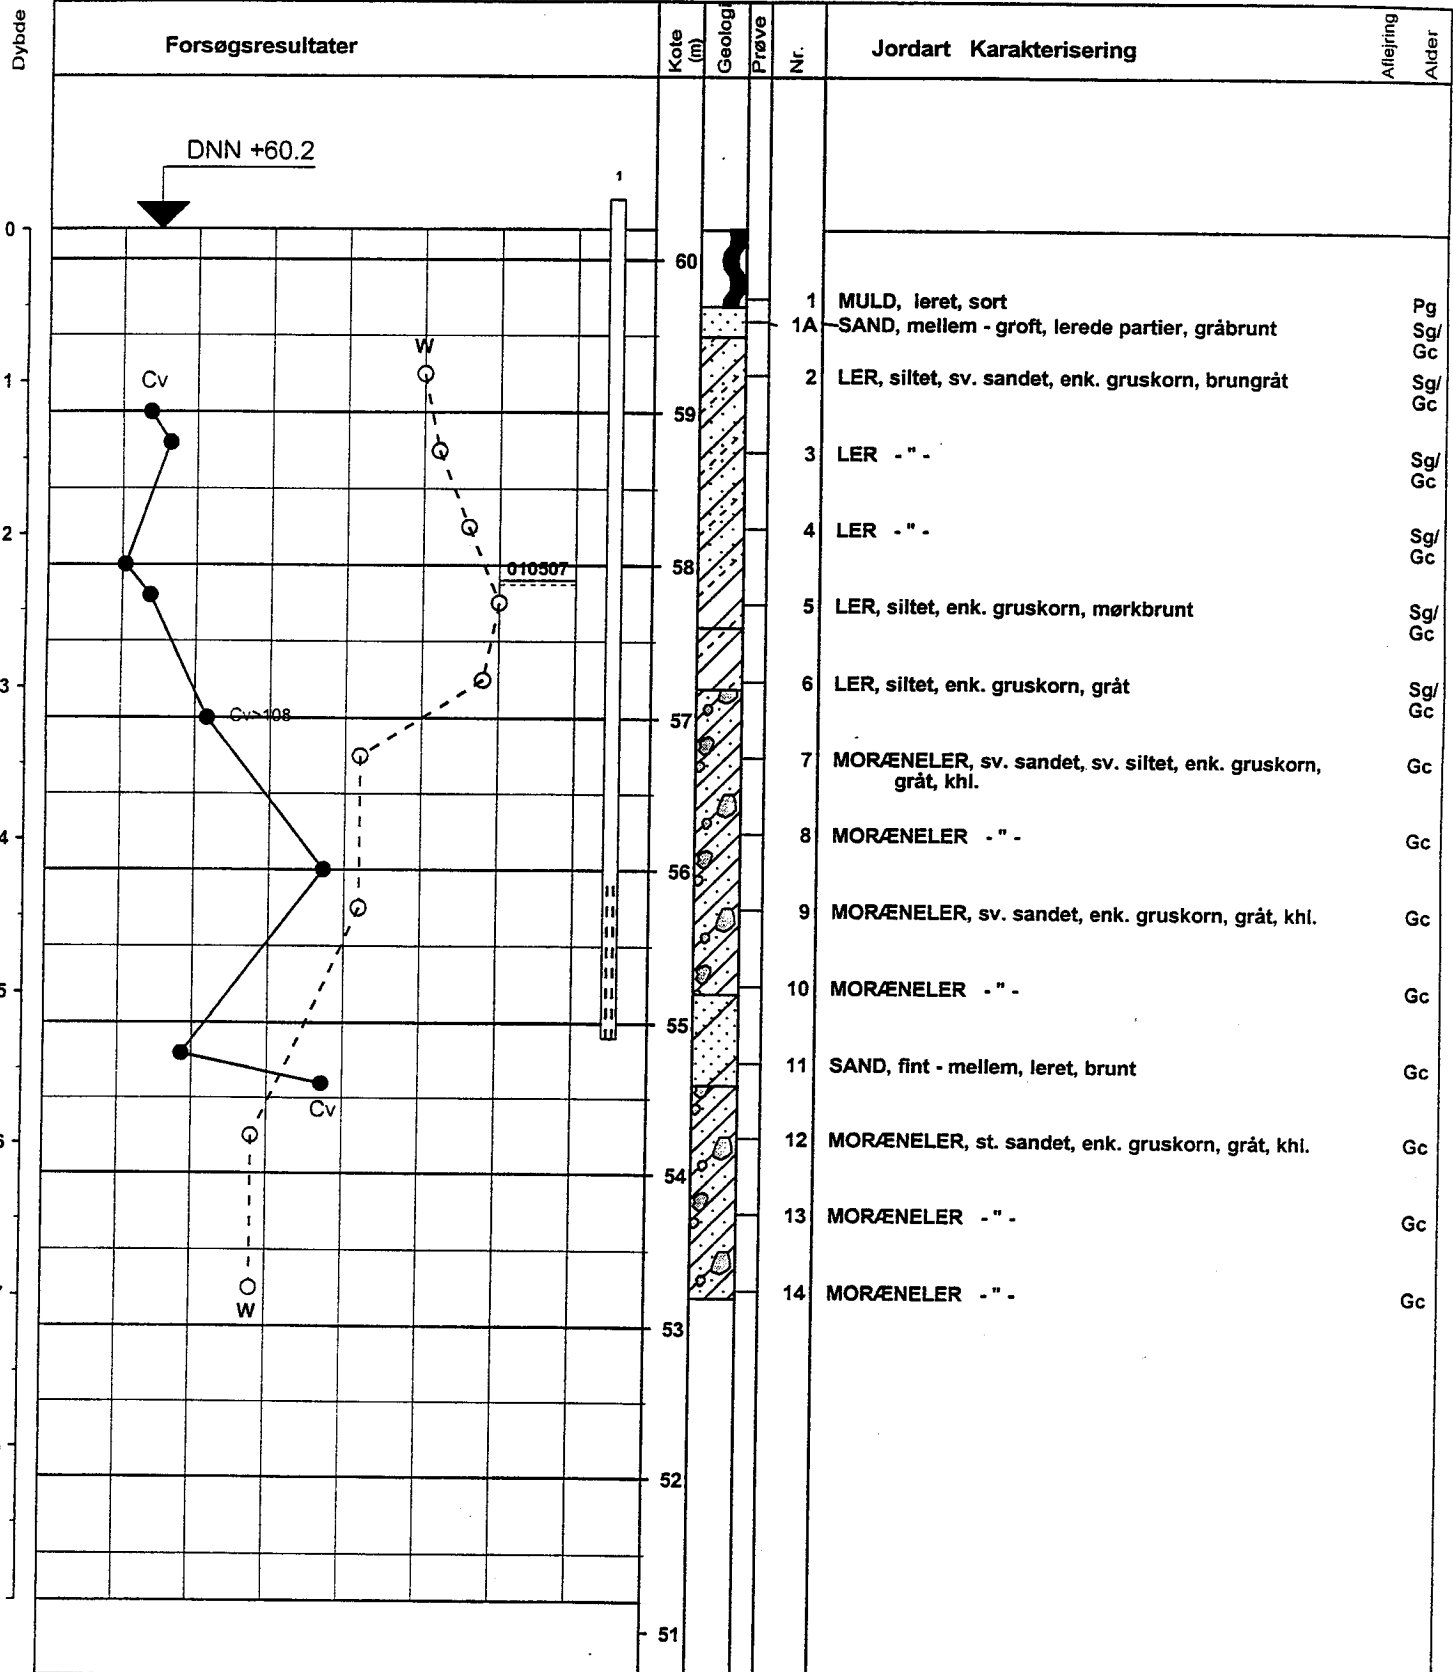 Dybde
Forsøgsresultater
Kote (m)
Geologi
Prøve
Nr.
Jordart Karakterisering
Aflejring
Alder
DNN +60.2
1
0
60
1 MULD, leret, sort Pg
1A SAND, mellem - groft, lerede partier, gråbrunt Sg/
Gc
W
1
Cv
2 LER, siltet, sv. sandet, enk. gruskorn, brungråt Sg/
Gc
59
3 LER - " - Sg/
Gc
2
4 LER - " - Sg/
Gc
58
010507
5 LER, siltet, enk. gruskorn, mørkbrunt Sg/
Gc
3
6 LER, siltet, enk. gruskorn, gråt Sg/
Gc
Cv>108
57
7 MORÆNELER, sv. sandet, sv. siltet, enk. gruskorn, Gc
gråt, khl.
4
8 MORÆNELER - " - Gc
56
9 MORÆNELER, sv. sandet, enk. gruskorn, gråt, khl. Gc
5
10 MORÆNELER - " - Gc
55
11 SAND, fint - mellem, leret, brunt Gc
Cv
6
12 MORÆNELER, st. sandet, enk. gruskorn, gråt, khl. Gc
54
13 MORÆNELER - " - Gc
14 MORÆNELER - " - Gc
W
53
52
51